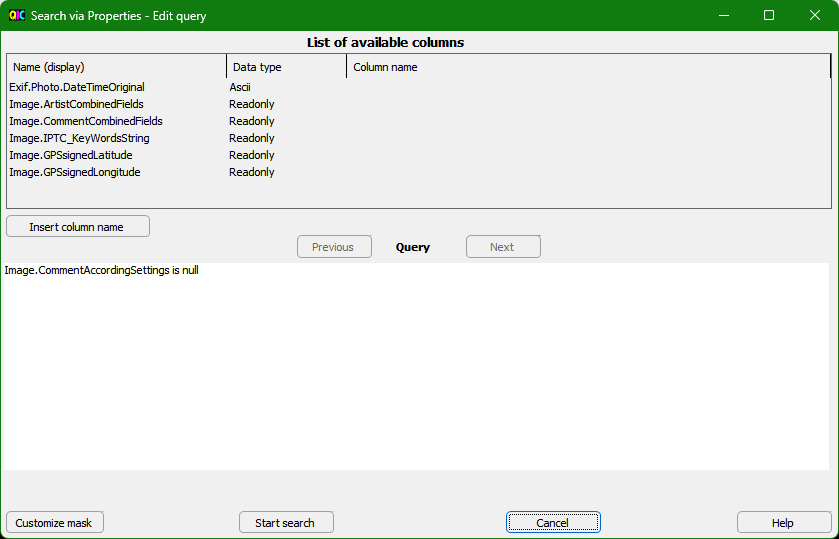 QIC Search via Properties - Edit query
List of available columns
Name (display) Data type Column name
Exif.Photo.DateTimeOriginal Ascii
Image.ArtistCombinedFields Readonly
Image.CommentCombinedFields Readonly
Image.IPTC_KeyWordsString Readonly
Image.GPSsignedLatitude Readonly
Image.GPSsignedLongitude Readonly
Insert column name
Previous Query Next
Image.CommentAccordingSettings is null
Customize mask Start search Cancel Help